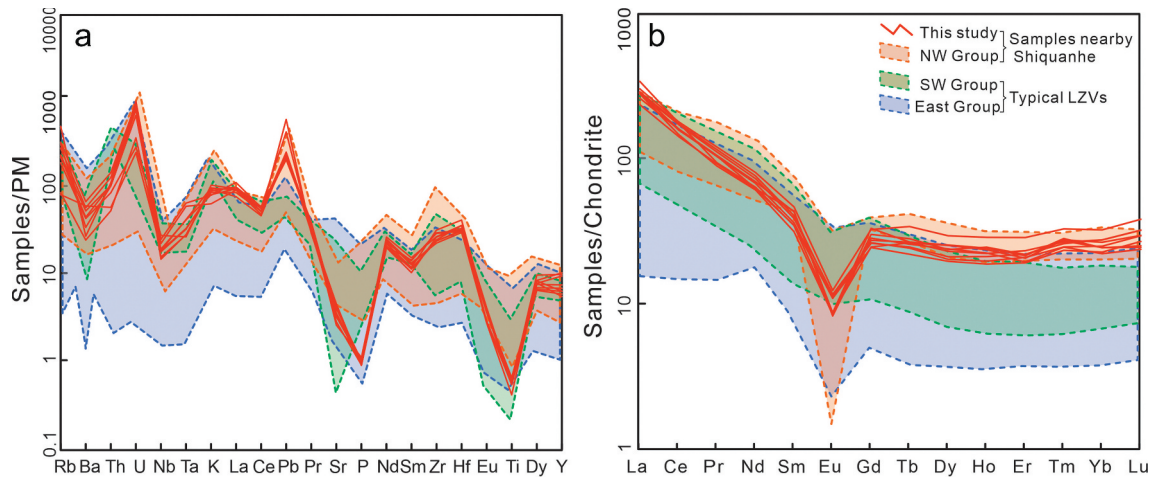 a
Samples/PM
10000
1000
100
10
1
0.1
Rb Ba Th U Nb Ta K La Ce Pb Pr Sr P Nd Sm Zr Hf Eu Ti Dy Y
b
Samples/Chondrite
1000
100
10
1
This study
NW Group
Samples nearby
Shiquanhe
SW Group
East Group
Typical LZVs
La Ce Pr Nd Sm Eu Gd Tb Dy Ho Er Tm Yb Lu